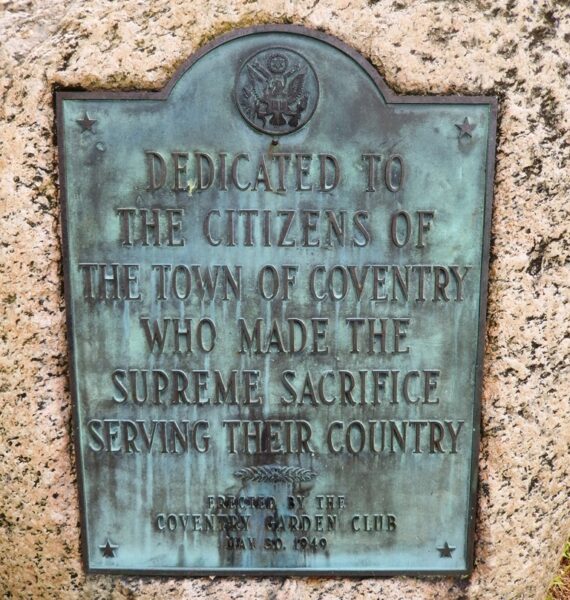 DEDICATED TO
THE CITIZENS OF
THE TOWN OF COVENTRY
WHO MADE THE
SUPREME SACRIFICE
SERVING THEIR COUNTRY
ERECTED BY THE
COVENTRY GARDEN CLUB
MAY 30, 1949